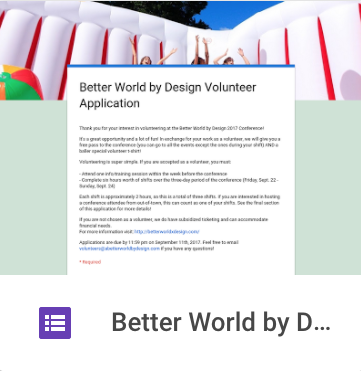 Better World by Design Volunteer
Application
Thank you for your interest in volunteering at the Better World by Design 2017 Conference!
It's a great opportunity and a lot of fun! In exchange for your work as a volunteer, we will give you a
free pass to the conference (you can go to all the events except the ones during your shift) AND a
baller special volunteer t-shirt!
Volunteering is super simple. If you are accepted as a volunteer, you must:
- Attend one info/training session within the week before the conference
- Complete six hours worth of shifts over the three-day period of the conference (Friday, Sept. 22 -
Sunday, Sept. 24)
Each shift is approximately 2 hours, so this is a total of three shifts. If you are interested in hosting
a conference attendee from out-of-town, this can count as one of your shifts. See the final section
of this application for more details!
If you are not chosen as a volunteer, we do have subsidized ticketing and can accommodate
financial needs.
For more information visit: http://betterworldxdesign.com/
Applications are due by 11:59 pm on September 11th, 2017. Feel free to email
volunteers@abetterworldbydesign.com if you have any questions!
* Required
Better World by D...